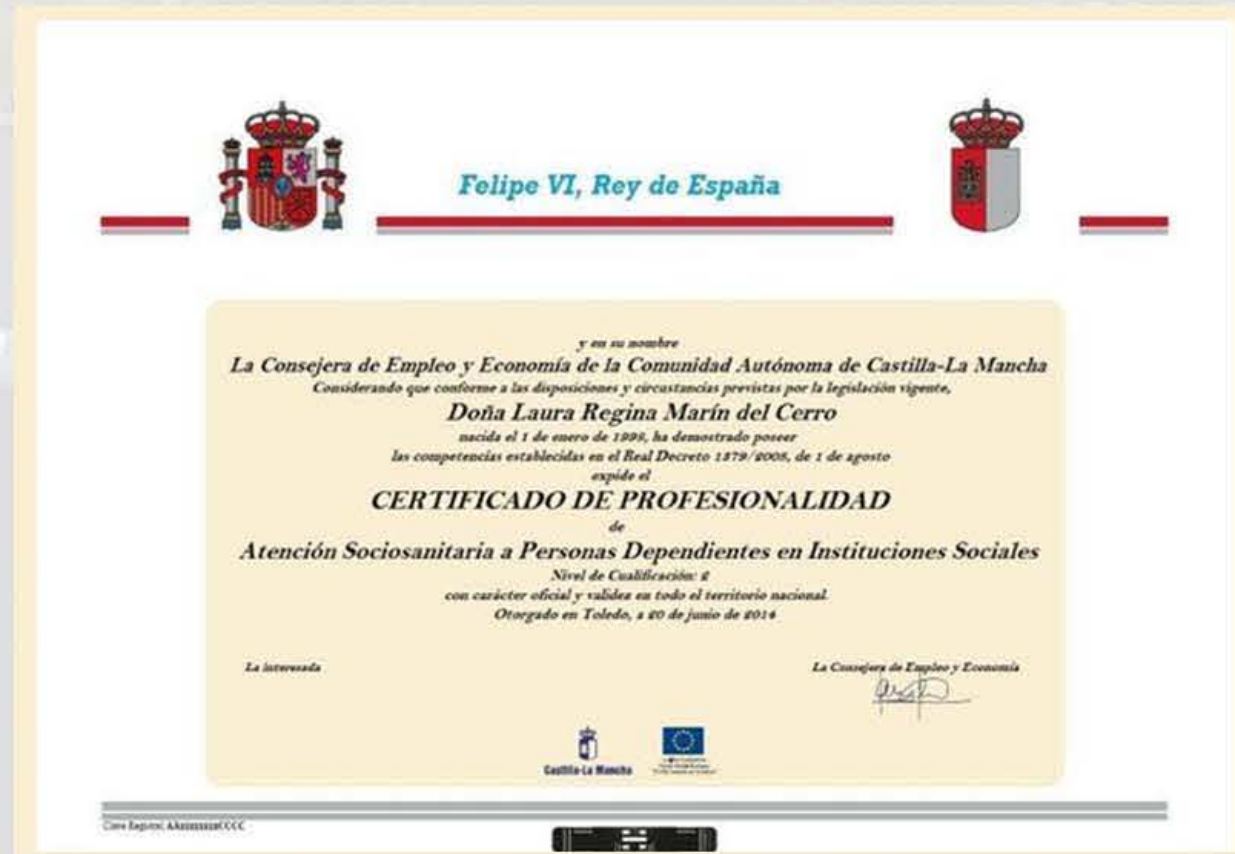 Felipe VI, Rey de España
y en su nombre
La Consejera de Empleo y Economía de la Comunidad Autónoma de Castilla-La Mancha
Considerando que conforme a las disposiciones y circustancias previstas por la legislación vigente,
Doña Laura Regina Marín del Cerro
nacida el 1 de enero de 1998, ha demostrado poseer
las competencias establecidas en el Real Decreto 1379/2008, de 1 de agosto
expide el
CERTIFICADO DE PROFESIONALIDAD
de
Atención Sociosanitaria a Personas Dependientes en Instituciones Sociales
Nivel de Cualificación: 2
con carácter oficial y validez en todo el territorio nacional.
Otorgado en Toledo, a 20 de junio de 2014
La interesada
La Consejera de Empleo y Economía
Castilla-La Mancha